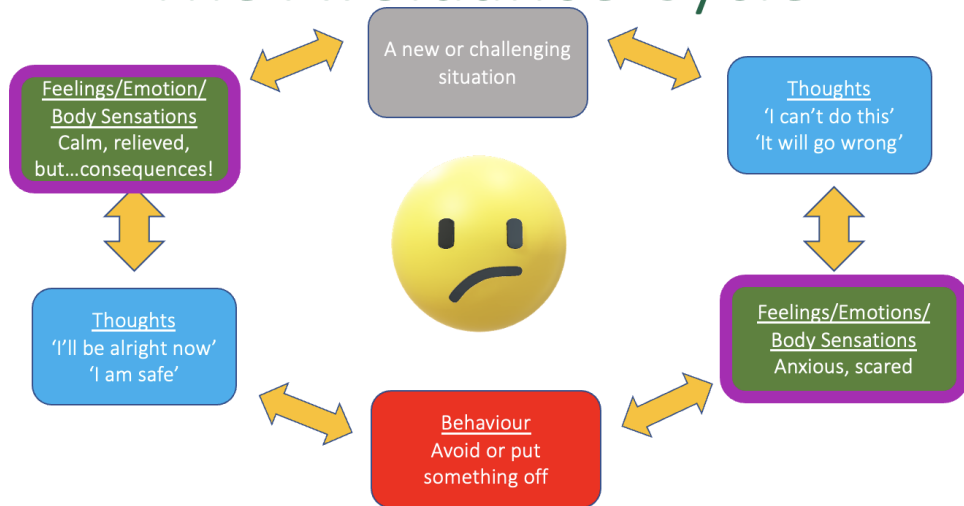 A new or challenging
situation
Thoughts
‘I can’t do this’
‘It will go wrong’
Feelings/Emotions/
Body Sensations
Anxious, scared
Behaviour
Avoid or put
something off
Thoughts
‘I’ll be alright now’
‘I am safe’
Feelings/Emotion/
Body Sensations
Calm, relieved,
but...consequences!